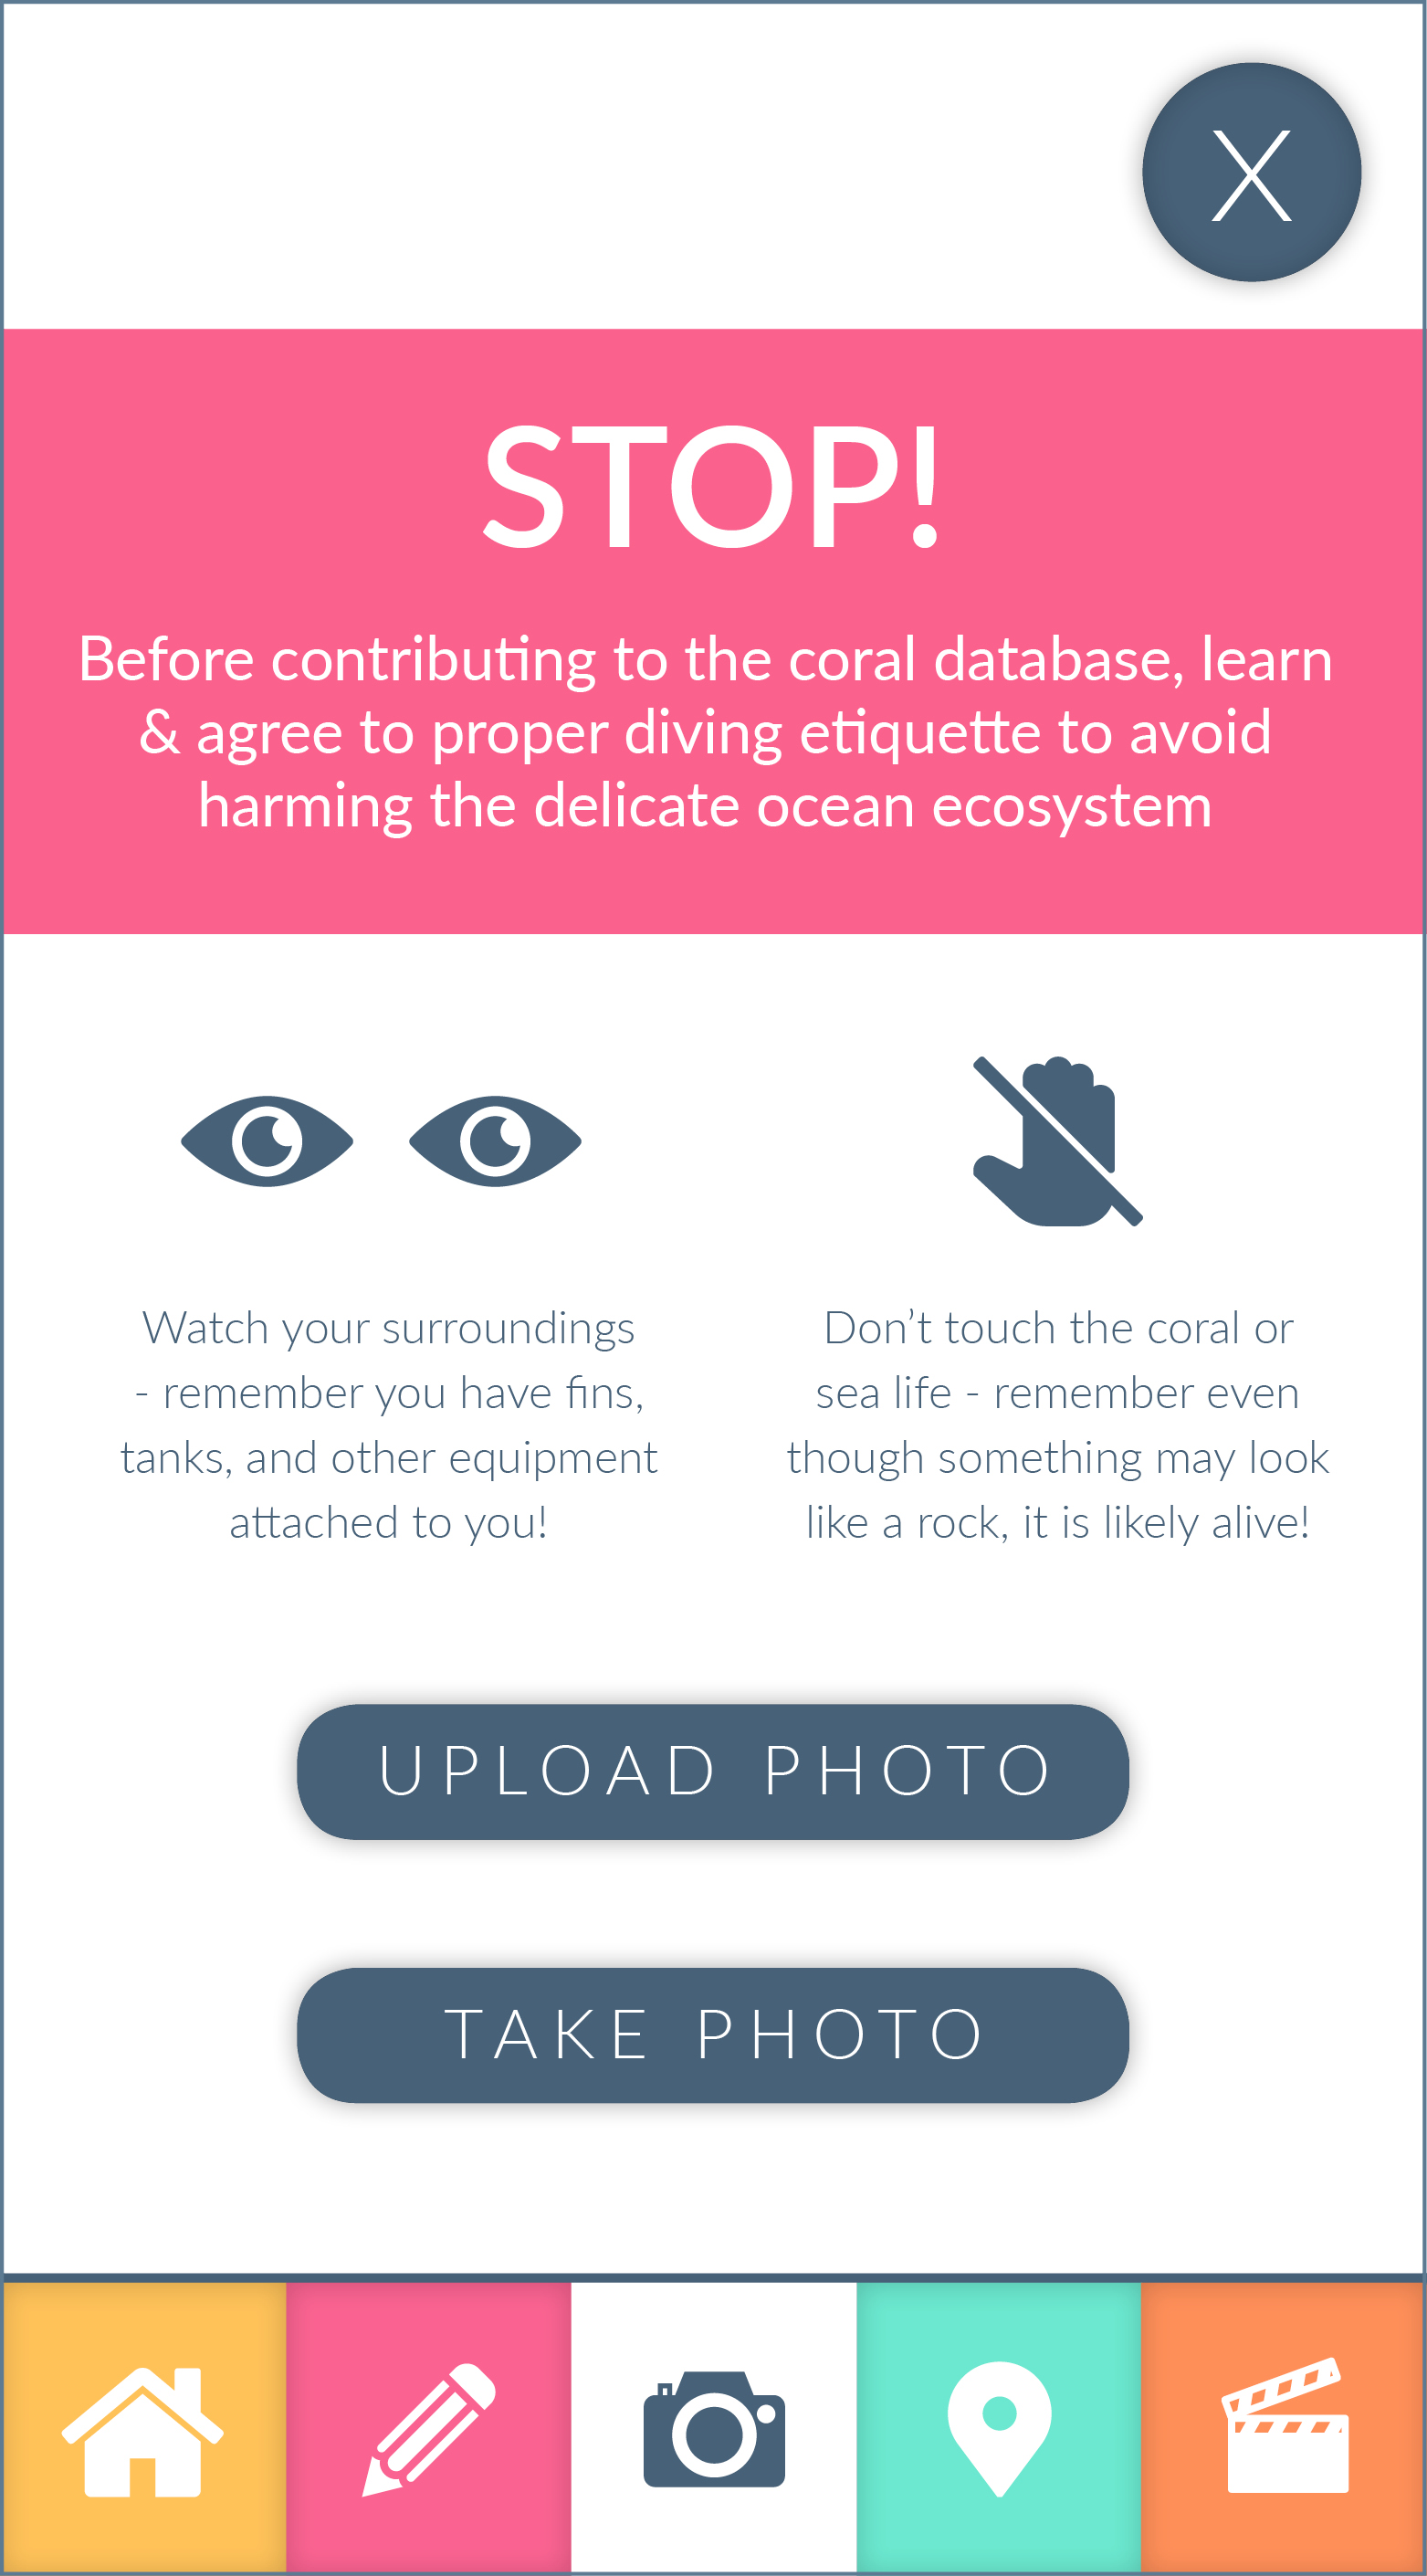 X
STOP!
Before contributing to the coral database, learn
& agree to proper diving etiquette to avoid
harming the delicate ocean ecosystem
Watch your surroundings
- remember you have fins,
tanks, and other equipment
attached to you!
Don’t touch the coral or
sea life - remember even
though something may look
like a rock, it is likely alive!
UPLOAD PHOTO
TAKE PHOTO